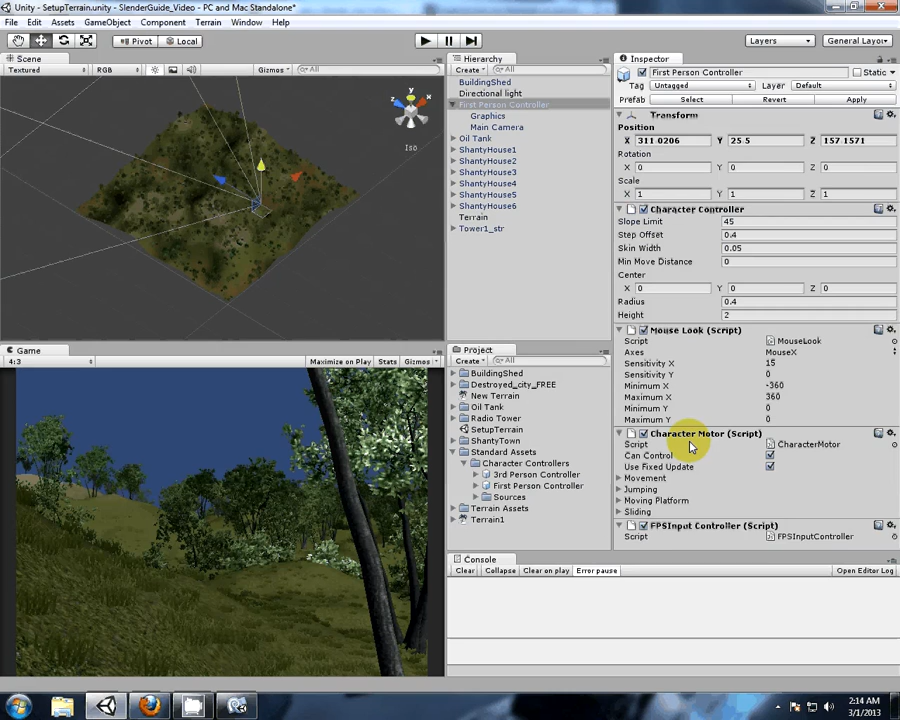 Unity - SetupTerrain.unity - SlenderGuide_Video - PC and Mac Standalone*
File Edit Assets GameObject Component Terrain Window Help
Pivot Local Layers General Layout
Scene
Textured RGB Gizmos All
y
x
z
Iso
Hierarchy
Create All
BuildingShed
Directional light
First Person Controller
Graphics
Main Camera
Oil Tank
ShantyHouse1
ShantyHouse2
ShantyHouse3
ShantyHouse4
ShantyHouse5
ShantyHouse6
Terrain
Tower1_str
Inspector
First Person Controller Static
Tag Untagged Layer Default
Prefab Select Revert Apply
Transform
Position
X 311.0206 Y 25.5 Z 157.1571
Rotation
X 0 Y 0 Z 0
Scale
X 1 Y 1 Z 1
Character Controller
Slope Limit 45
Step Offset 0.4
Skin Width 0.05
Min Move Distance 0
Center
X 0 Y 0 Z 0
Radius 0.4
Height 2
Mouse Look (Script)
Script MouseLook
Axes MouseX
Sensitivity X 15
Sensitivity Y 0
Minimum X -360
Maximum X 360
Minimum Y 0
Maximum Y 0
Character Motor (Script)
Script CharacterMotor
Can Control
Use Fixed Update
Movement
Jumping
Moving Platform
Sliding
FPSInput Controller (Script)
Script FPSInputController
Game
4:3 Maximize on Play Stats Gizmos
Project
Create All
BuildingShed
Destroyed_city_FREE
New Terrain
Oil Tank
Radio Tower
SetupTerrain
ShantyTown
Standard Assets
Character Controllers
3rd Person Controller
First Person Controller
Sources
Terrain Assets
Terrain1
Console
Clear Collapse Clear on play Error pause Open Editor Log
2:14 AM
3/1/2013